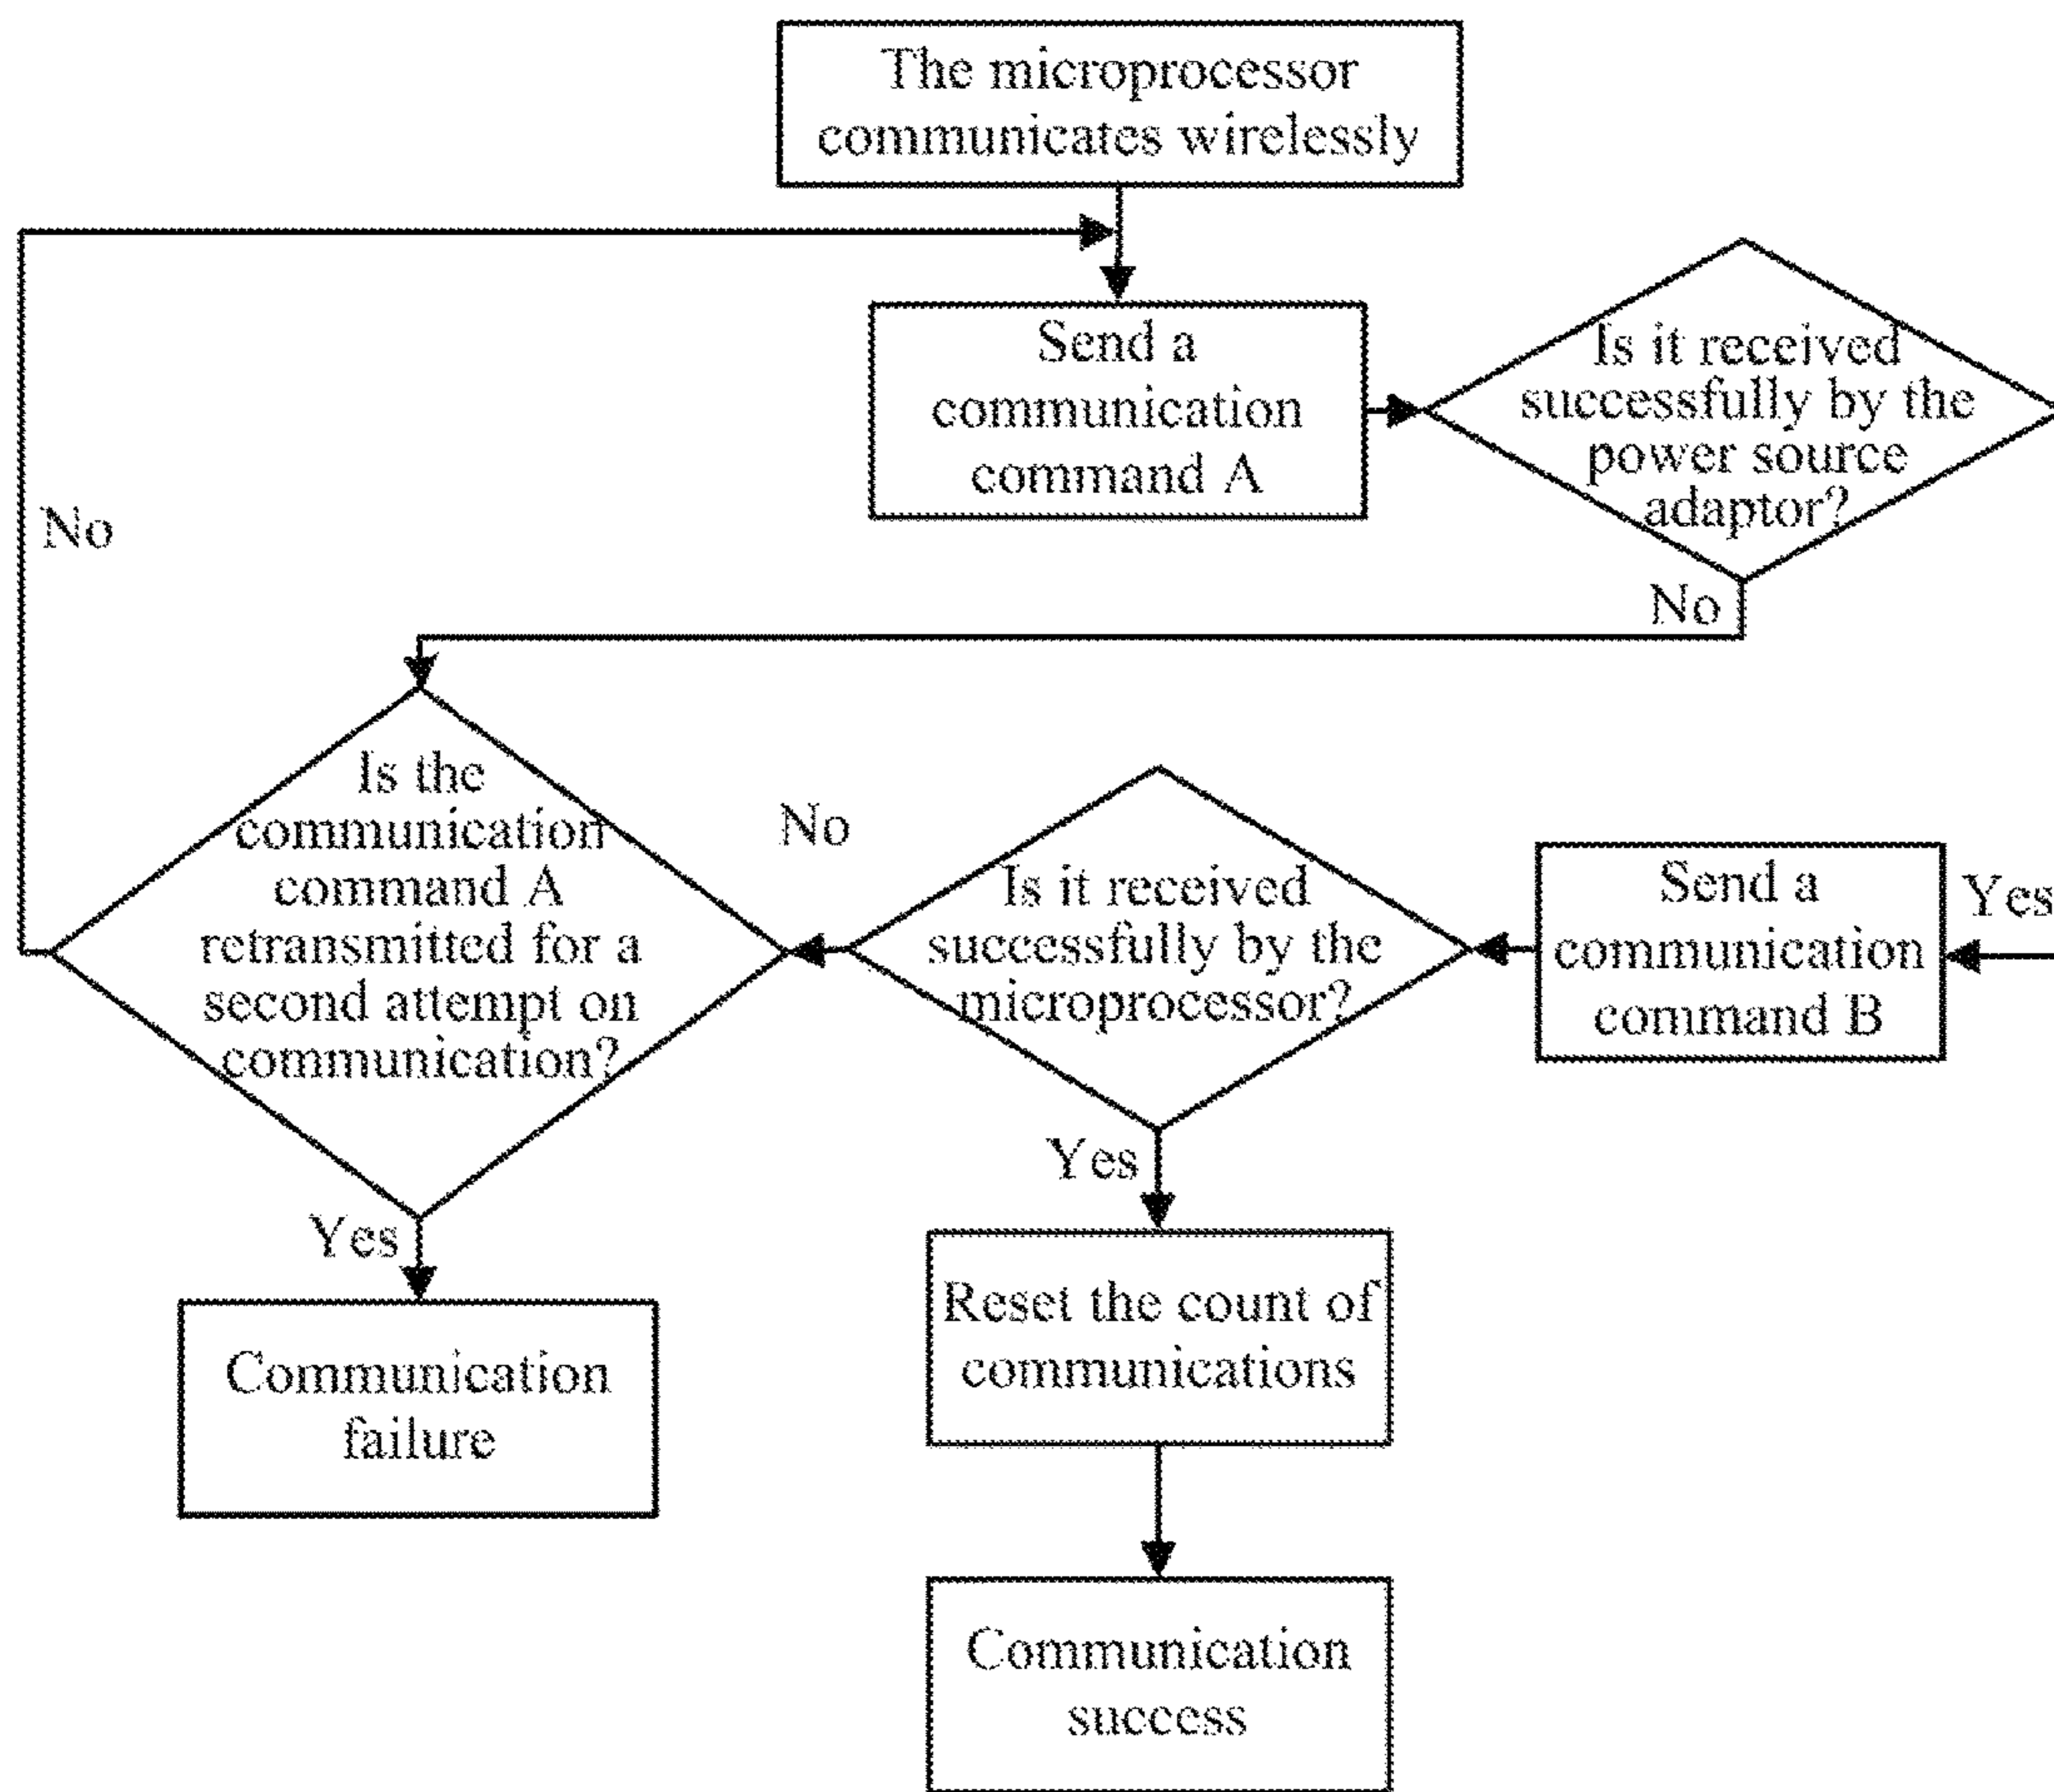 The microprocessor
communicates wirelessly
Send a
communication
command A
Is it received
successfully by the
power source
adaptor?
No
No
Is the
communication
command A
retransmitted for a
second attempt on
communication?
No
Is it received
successfully by the
microprocessor?
Send a
communication
command B
Yes
Yes
Yes
Communication
failure
Reset the count of
communications
Communication
success